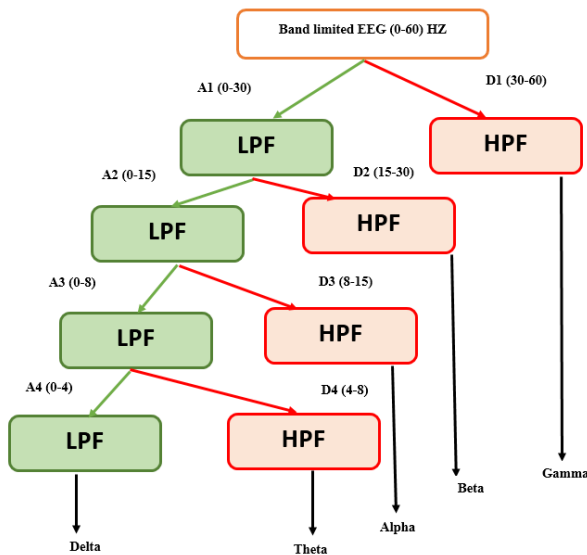 Band limited EEG (0-60) HZ
A1 (0-30)
D1 (30-60)
LPF
HPF
A2 (0-15)
D2 (15-30)
LPF
HPF
A3 (0-8)
D3 (8-15)
LPF
HPF
A4 (0-4)
D4 (4-8)
LPF
HPF
Gamma
Beta
Alpha
Delta
Theta